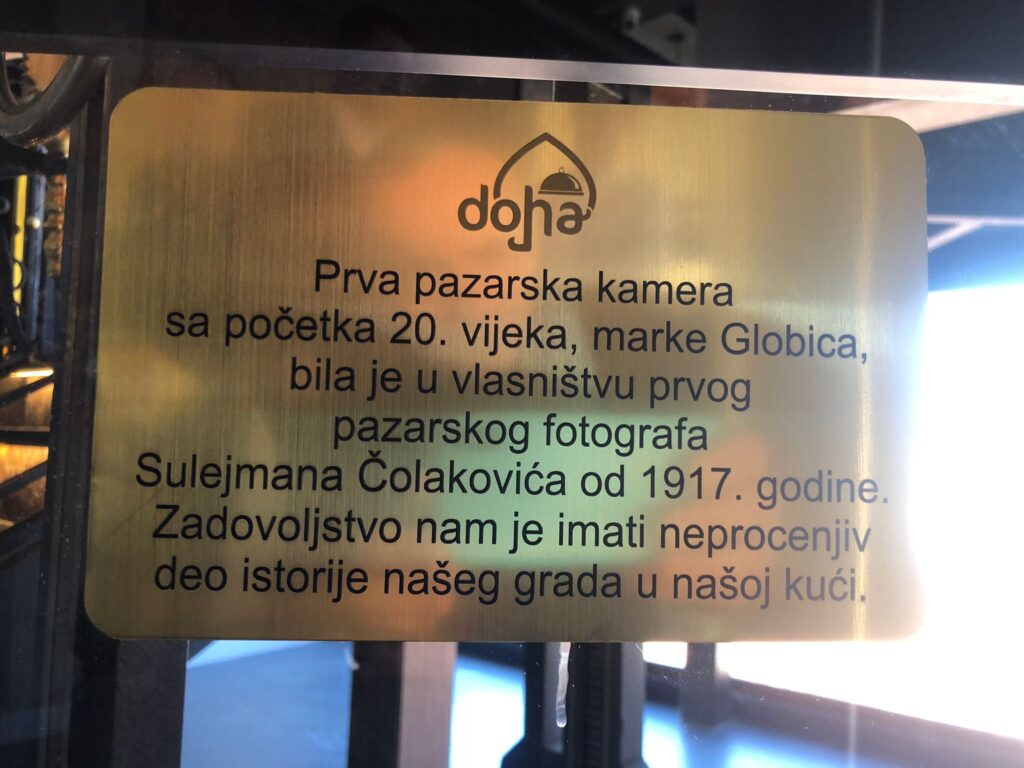 doha
Prva pazarska kamera
sa početka 20. vijeka, marke Globica,
bila je u vlasništvu prvog
pazarskog fotografa
Sulejmana Čolakovića od 1917. godine.
Zadovoljstvo nam je imati neprocenjiv
deo istorije našeg grada u našoj kući.